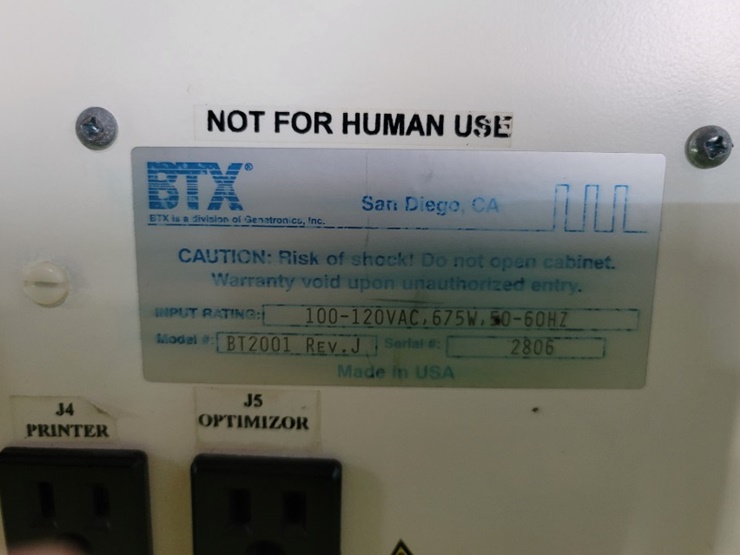 NOT FOR HUMAN USE
BTX®
San Diego, CA
BTX is a division of Genetronics, Inc.
CAUTION: Risk of shock! Do not open cabinet.
Warranty void upon unauthorized entry.
INPUT RATING: 100-120VAC, 675W, 50-60HZ
Model #: BT2001 REV.J Serial #: 2806
Made in USA
J4
PRINTER
J5
OPTIMIZOR